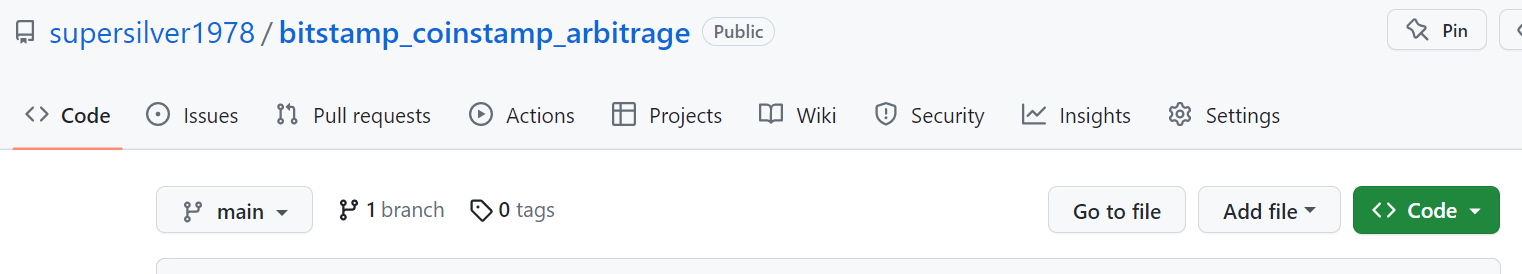 supersilver1978 / bitstamp_coinstamp_arbitrage Public Pin
Code Issues Pull requests Actions Projects Wiki Security Insights Settings
main 1 branch 0 tags Go to file Add file Code